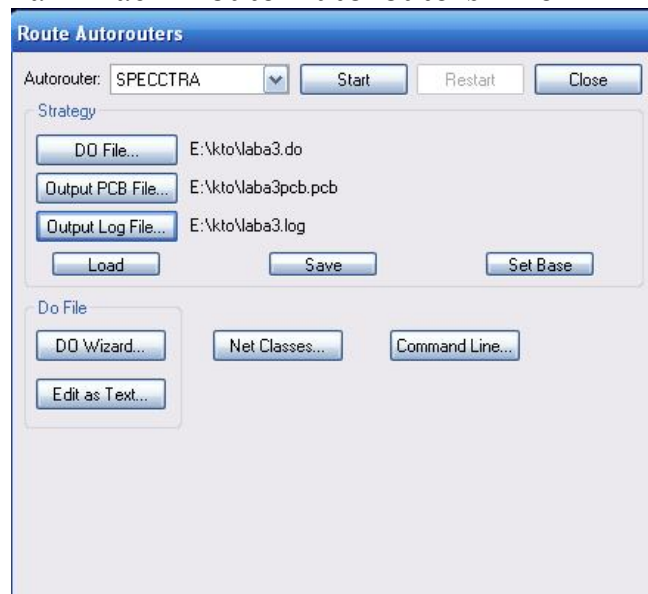 Route Autorouters
Autorouter: SPECCTRA Start Restart Close
Strategy
DO File... E:\kto\laba3.do
Output PCB File... E:\kto\laba3pcb.pcb
Output Log File... E:\kto\laba3.log
Load Save Set Base
Do File
DO Wizard... Net Classes... Command Line...
Edit as Text...